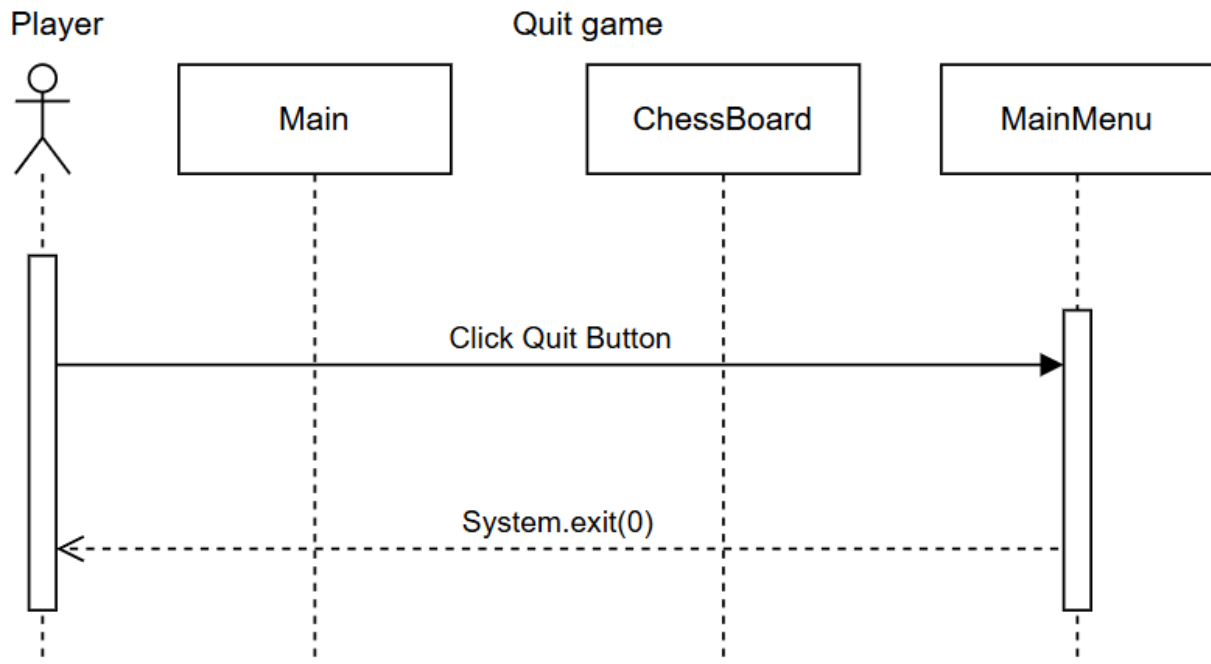 Player
Quit game
Main
ChessBoard
MainMenu
Click Quit Button
System.exit(0)